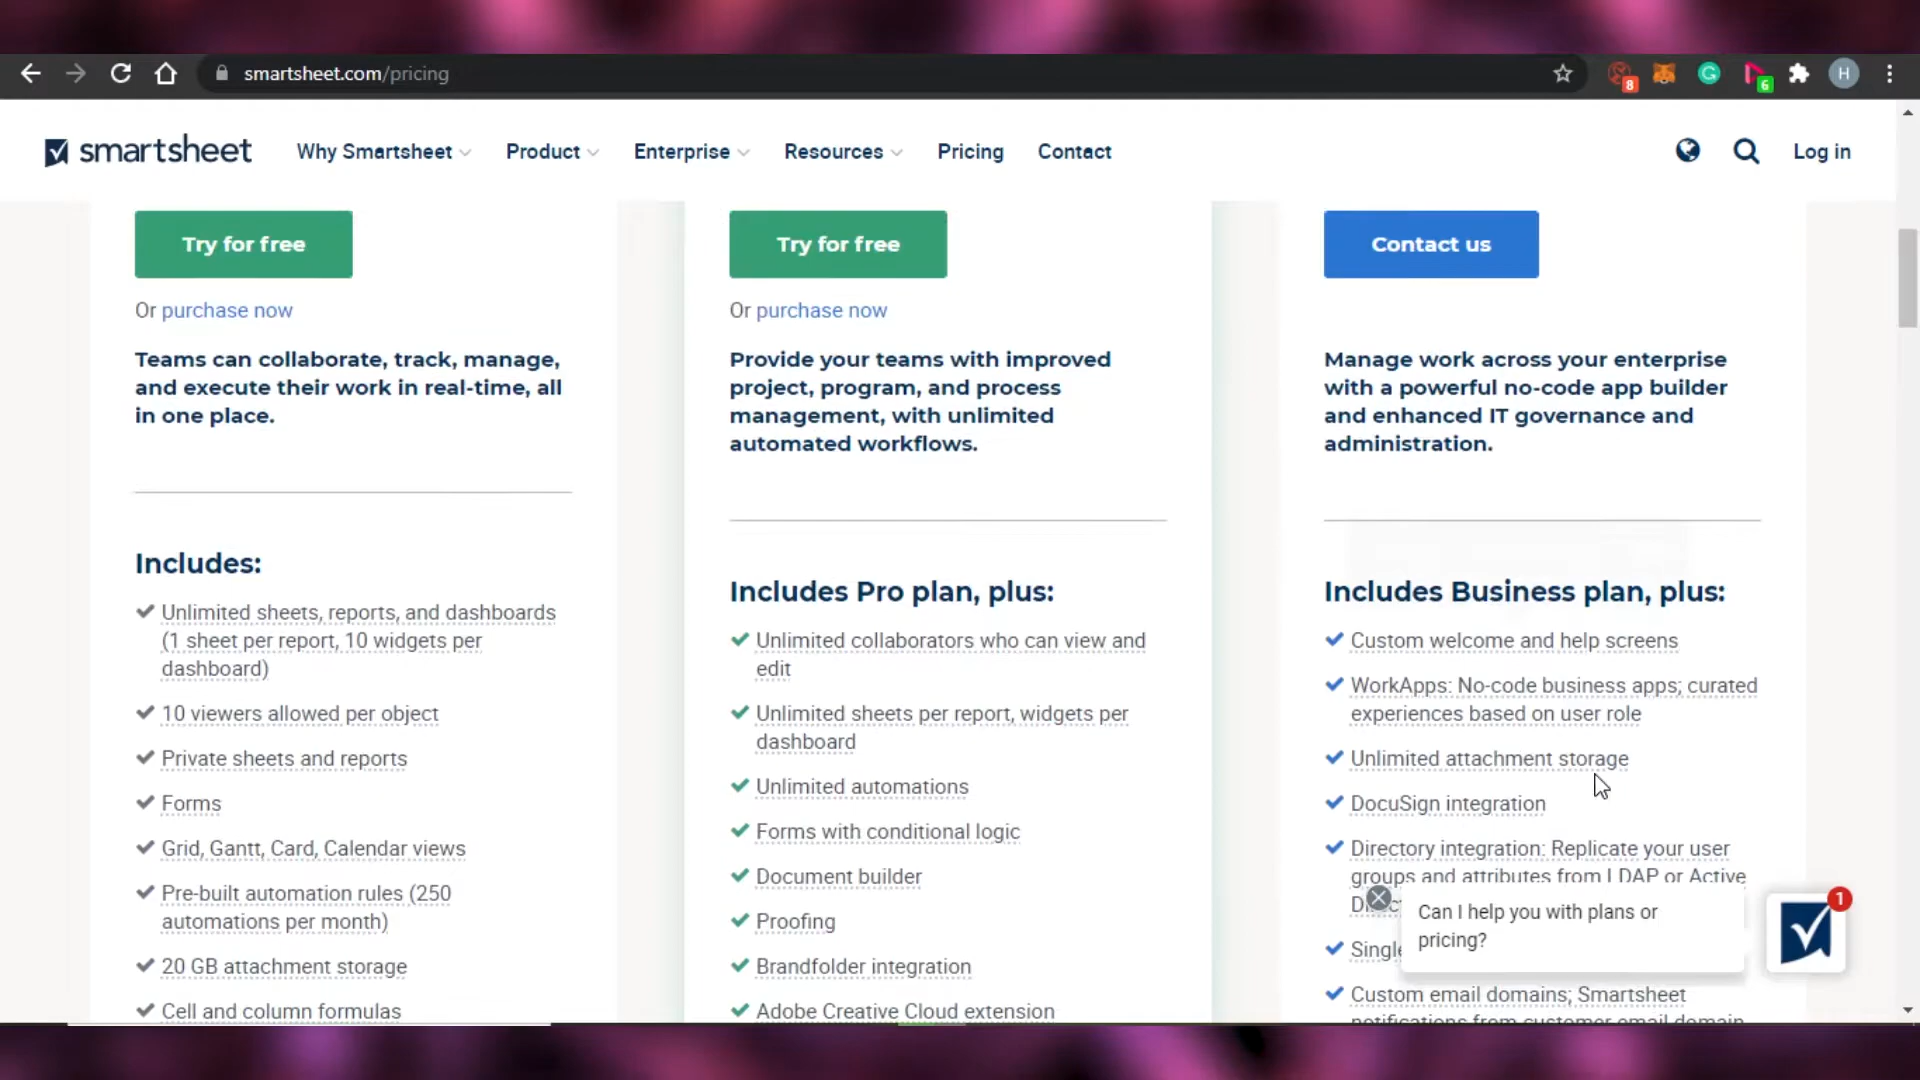 smartsheet.com/pricing
8
G
6
H
smartsheet
Why Smartsheet
Product
Enterprise
Resources
Pricing
Contact
Log in
Try for free
Or purchase now
Teams can collaborate, track, manage,
and execute their work in real-time, all
in one place.
Includes:
Unlimited sheets, reports, and dashboards
(1 sheet per report, 10 widgets per
dashboard)
10 viewers allowed per object
Private sheets and reports
Forms
Grid, Gantt, Card, Calendar views
Pre-built automation rules (250
automations per month)
20 GB attachment storage
Cell and column formulas
Try for free
Or purchase now
Provide your teams with improved
project, program, and process
management, with unlimited
automated workflows.
Includes Pro plan, plus:
Unlimited collaborators who can view and
edit
Unlimited sheets per report, widgets per
dashboard
Unlimited automations
Forms with conditional logic
Document builder
Proofing
Brandfolder integration
Adobe Creative Cloud extension
Contact us
Manage work across your enterprise
with a powerful no-code app builder
and enhanced IT governance and
administration.
Includes Business plan, plus:
Custom welcome and help screens
WorkApps: No-code business apps; curated
experiences based on user role
Unlimited attachment storage
DocuSign integration
Directory integration: Replicate your user
groups and attributes from LDAP or Active
Custom email domains; Smartsheet
notifications from customer email domain
Can I help you with plans or
pricing?
1